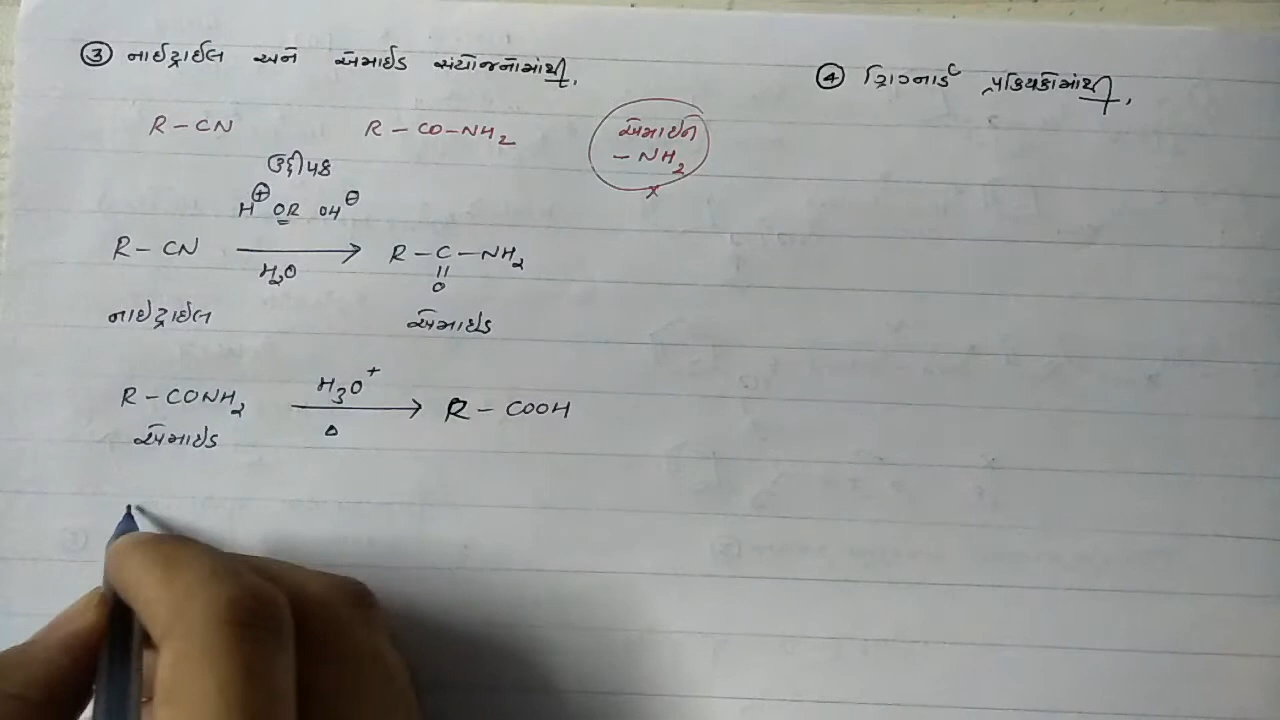 ③ નાઈટ્રાઈલ અને એમાઈડ સંયોજનોમાંથી.
R – CN R – CO – NH₂
એમાઈન
– NH₂
x
ઉદ્દીપક
H⊕ OR OH⊖
R – CN ⟶ R – C – NH₂
H₂O || 
O
નાઈટ્રાઈલ એમાઈડ
H₃O⁺
R – CONH₂ ⟶ R – COOH
Δ
એમાઈડ
④ ગ્રિગ્નાર્ડ પ્રક્રિયકોમાંથી.